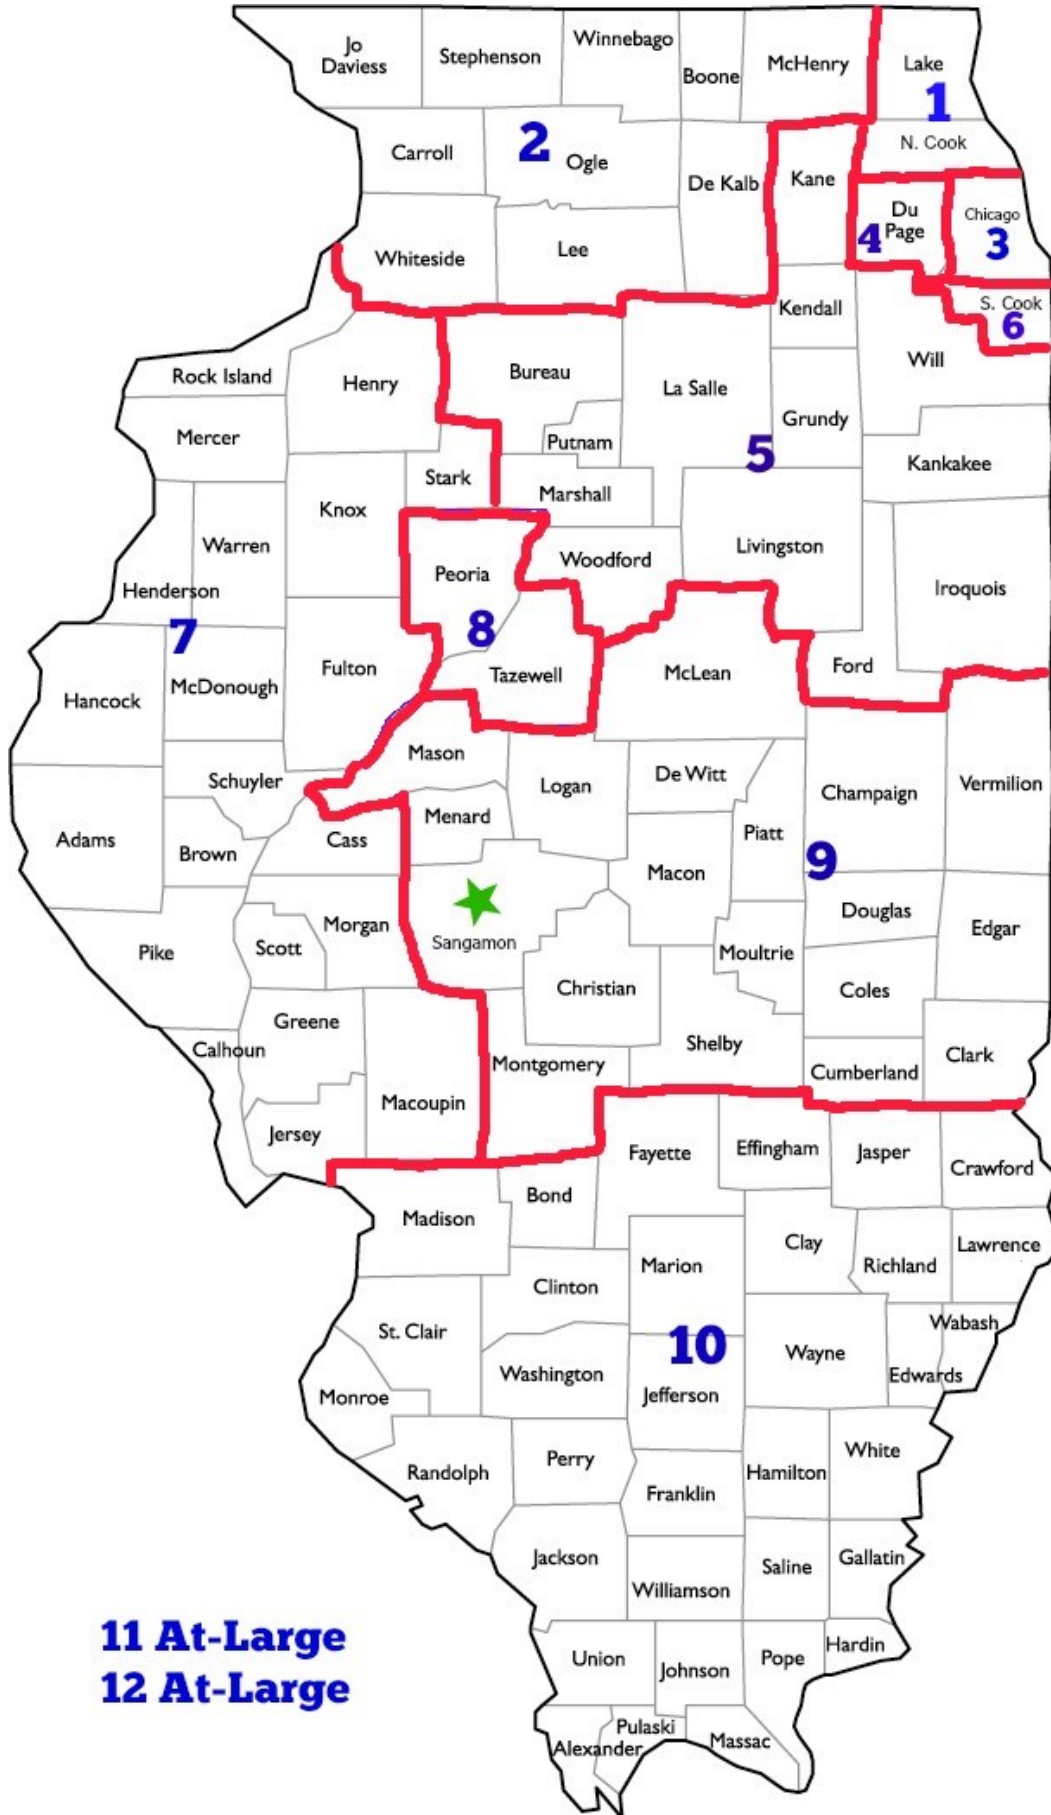 Jo
Daviess
Stephenson
Winnebago
Boone
McHenry
Lake
1
N. Cook
Carroll
2
Ogle
De Kalb
Kane
Du
Page
4
Chicago
3
Whiteside
Lee
Kendall
S. Cook
6
Will
Rock Island
Henry
Bureau
La Salle
Grundy
Mercer
Putnam
5
Kankakee
Stark
Marshall
Knox
Warren
Livingston
Woodford
Peoria
Henderson
Iroquois
7
8
Fulton
Tazewell
McLean
Ford
Hancock
McDonough
Mason
Logan
De Witt
Champaign
Vermilion
Schuyler
Menard
Piatt
Adams
Brown
Cass
Macon
9
Morgan
Sangamon
Douglas
Edgar
Pike
Scott
Moultrie
Christian
Coles
Greene
Calhoun
Shelby
Montgomery
Cumberland
Clark
Macoupin
Jersey
Fayette
Effingham
Jasper
Crawford
Madison
Bond
Clay
Lawrence
Marion
Richland
Clinton
St. Clair
Wabash
10
Wayne
Washington
Edwards
Monroe
Jefferson
White
Randolph
Perry
Hamilton
Franklin
Jackson
Saline
Gallatin
Williamson
11 At-Large
12 At-Large
Union
Johnson
Pope
Hardin
Pulaski
Alexander
Massac